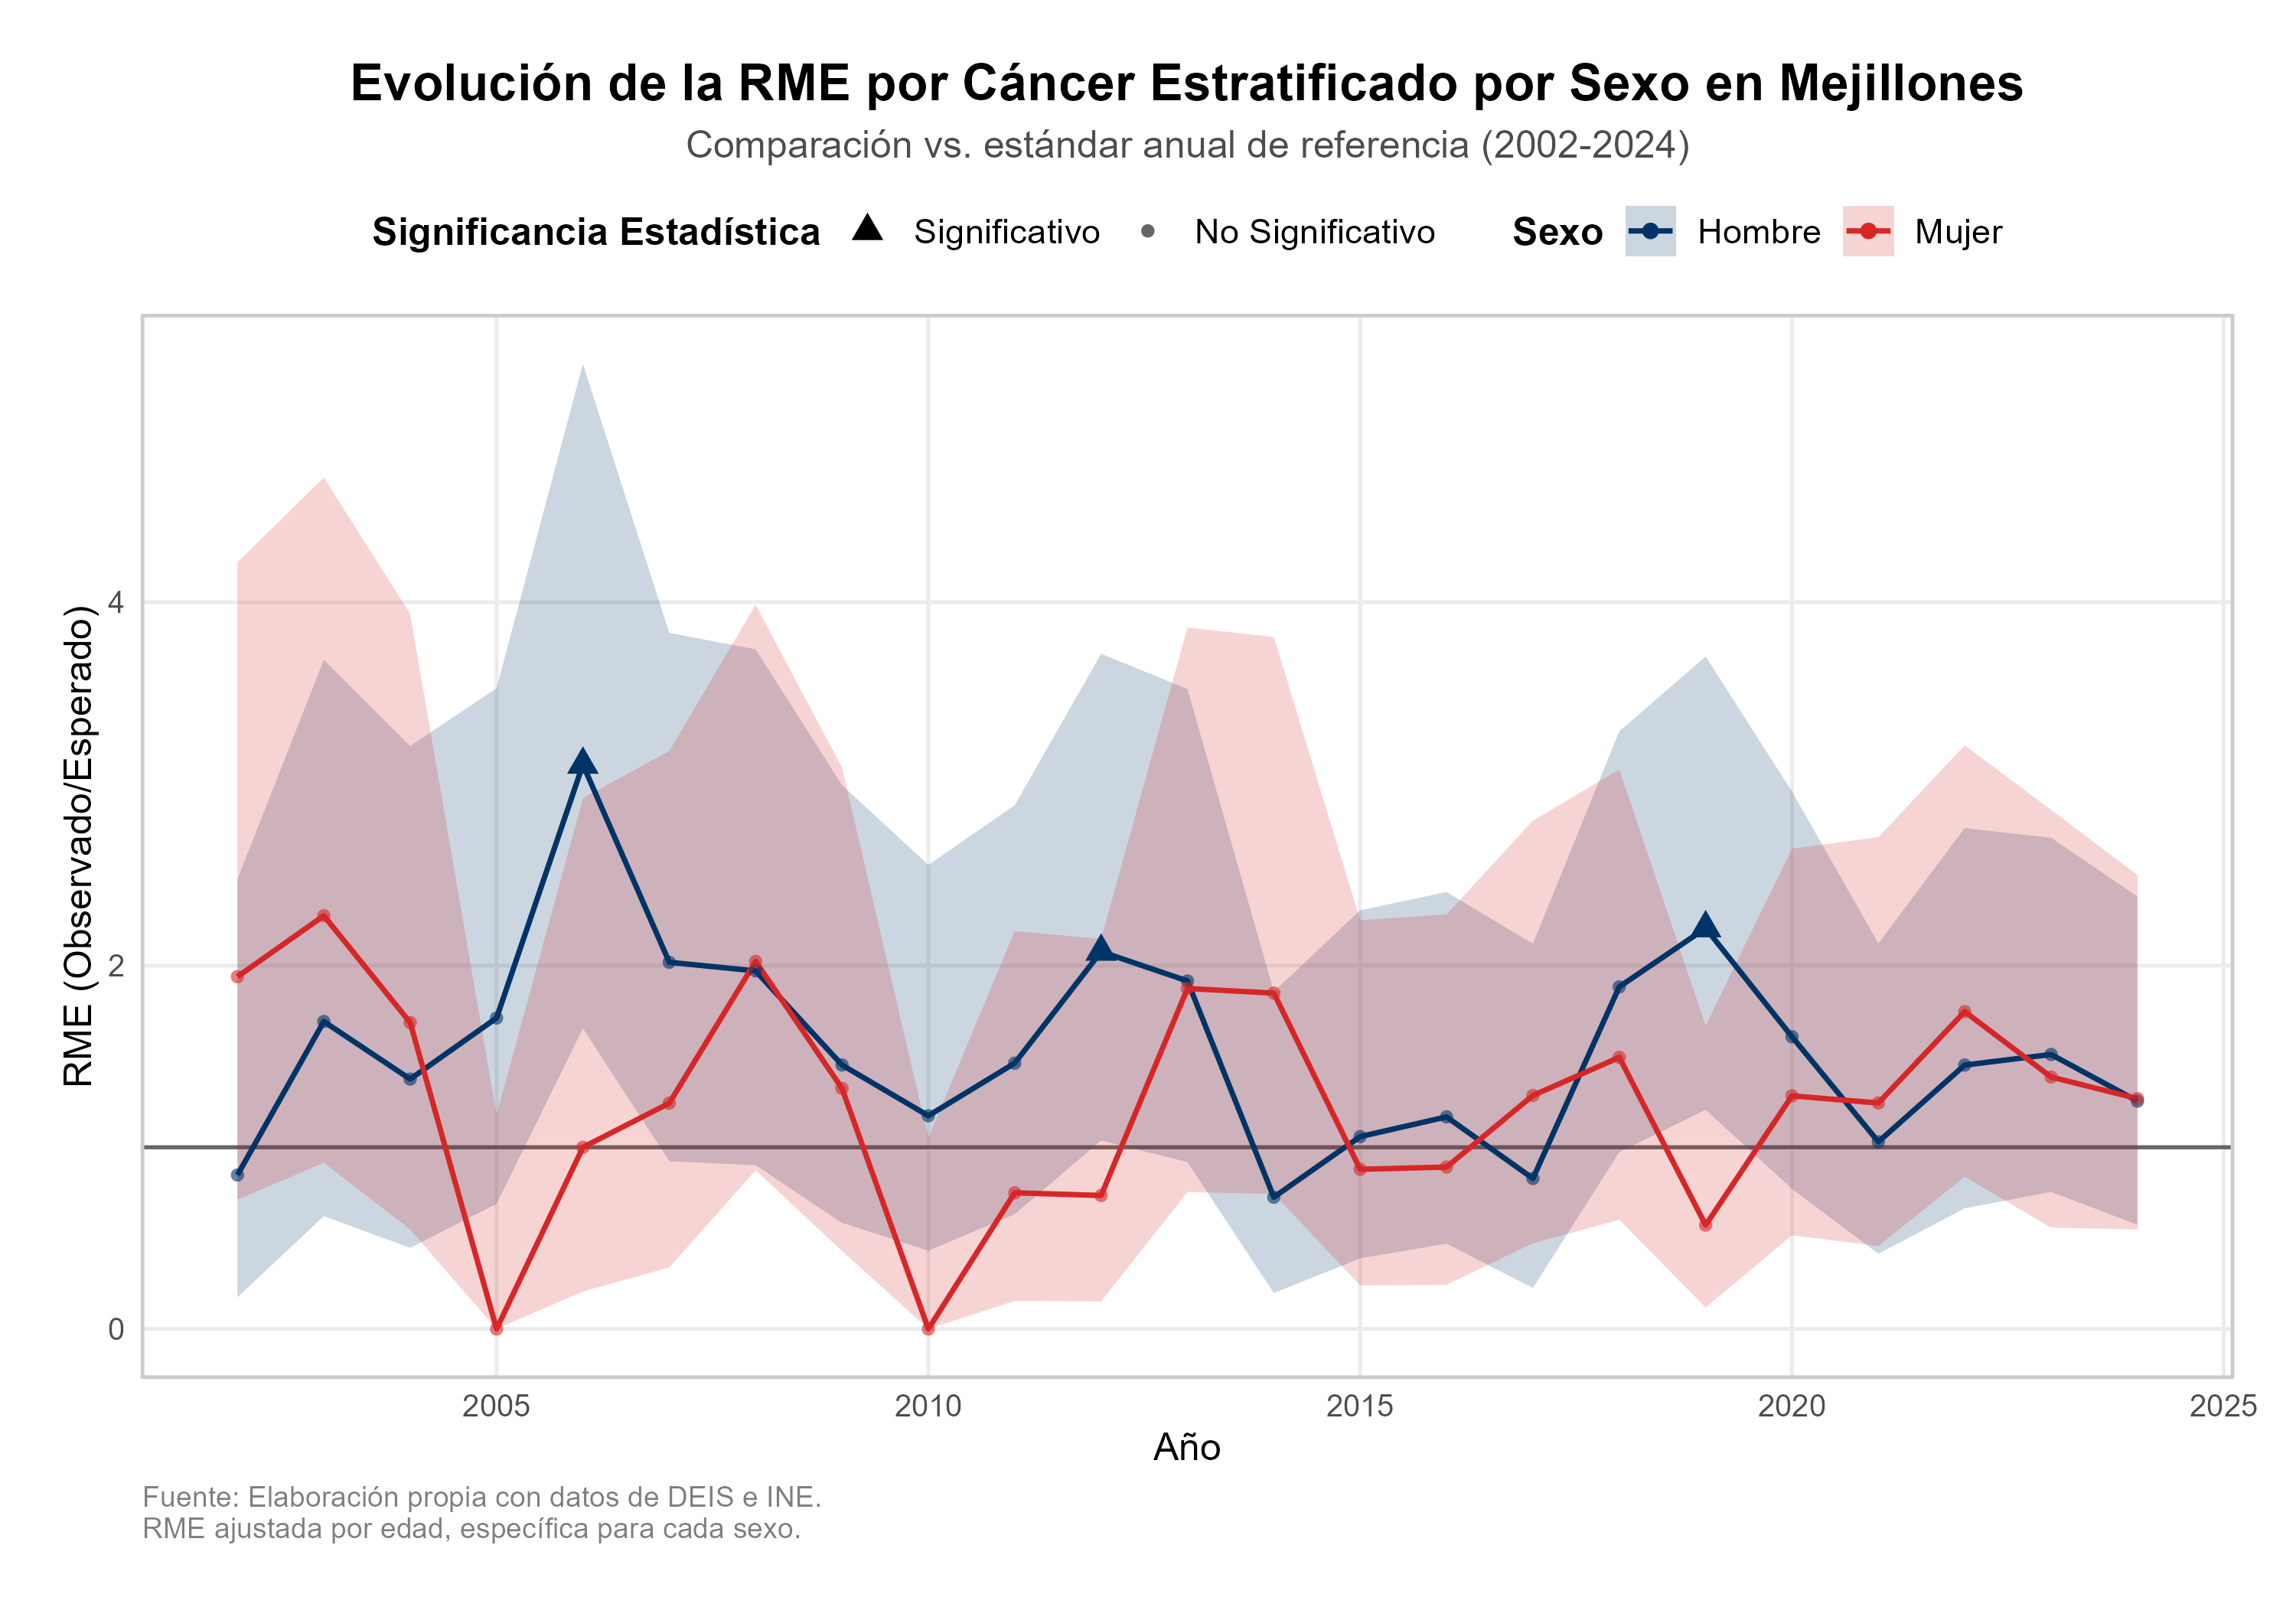 Evolución de la RME por Cáncer Estratificado por Sexo en Mejillones
Comparación vs. estándar anual de referencia (2002-2024)
Significancia Estadística Significativo No Significativo Sexo Hombre Mujer
RME (Observado/Esperado)
4
2
0
2005 2010 2015 2020 2025
Año
Fuente: Elaboración propia con datos de DEIS e INE.
RME ajustada por edad, específica para cada sexo.